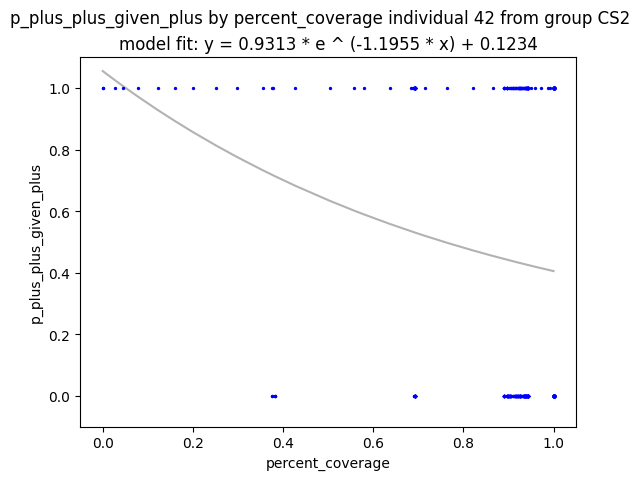 p_plus_plus_given_plus by percent_coverage individual 42 from group CS2
model fit: y = 0.9313 * e ^ (-1.1955 * x) + 0.1234
1.0
0.8
0.6
0.4
0.2
0.0
p_plus_plus_given_plus
0.0 0.2 0.4 0.6 0.8 1.0
percent_coverage